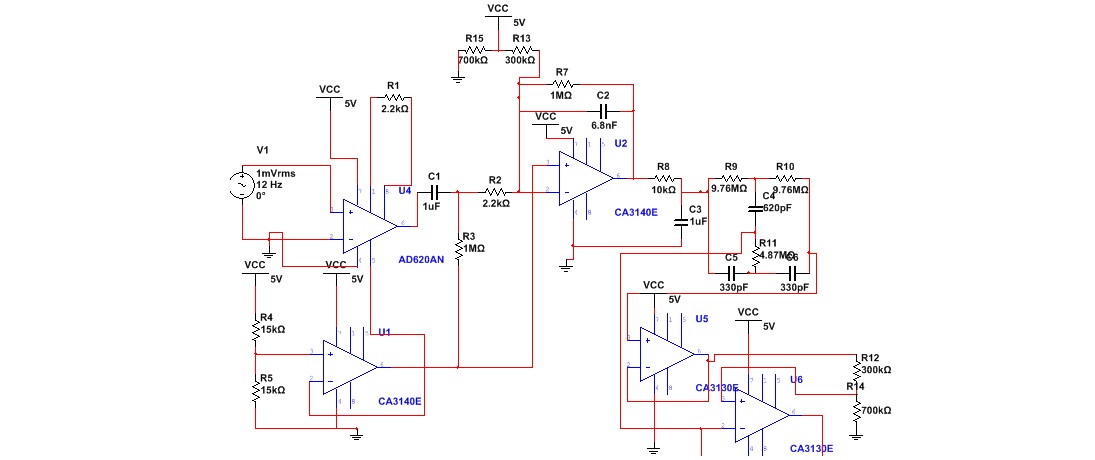 VCC
5V
R15
700kΩ
R13
300kΩ
R7
1MΩ
C2
6.8nF
VCC
5V
R1
2.2kΩ
VCC
5V
U2
CA3140E
V1
1mVrms
12 Hz
0°
U4
AD620AN
C1
1uF
R2
2.2kΩ
R3
1MΩ
R8
10kΩ
C3
1uF
R9
9.76MΩ
R10
9.76MΩ
C4
620pF
R11
4.87MΩ
C5
330pF
C6
330pF
VCC
5V
VCC
5V
R4
15kΩ
R5
15kΩ
U1
CA3140E
VCC
5V
U5
CA3130E
VCC
5V
U6
CA3130E
R12
300kΩ
R14
700kΩ